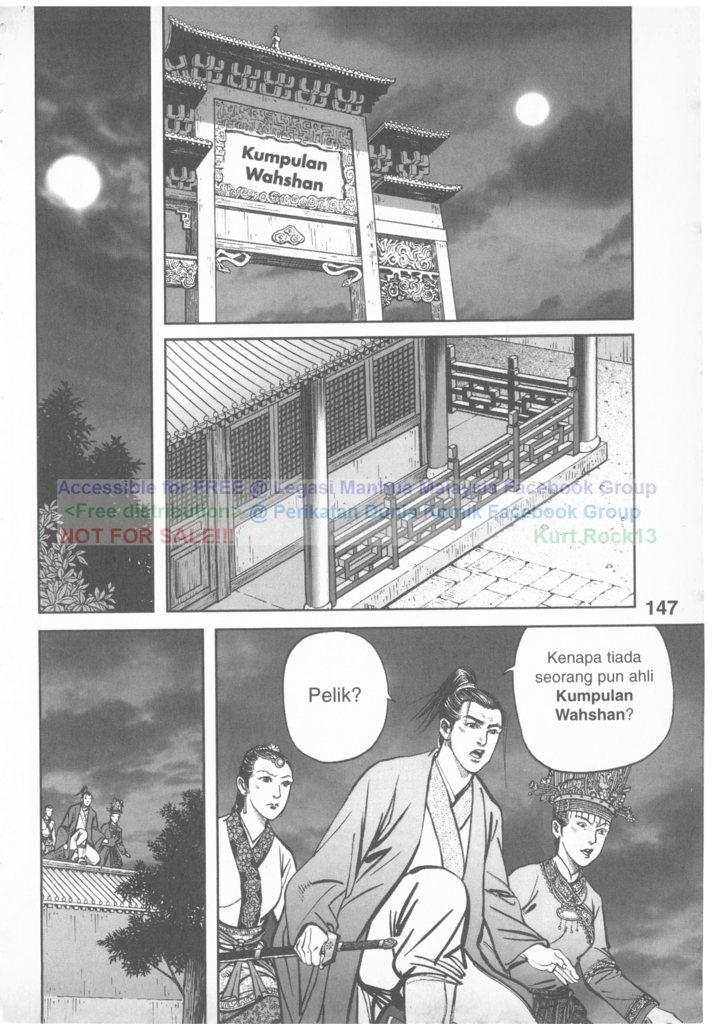 Kumpulan
Wahshan
Accessible for FREE @ Legasi Manhua Malaysia Facebook Group
<Free distribution> @ Perikatan Dunia Komik Facebook Group
NOT FOR SALE!!! Kurt.Rock13
147
Pelik?
Kenapa tiada
seorang pun ahli
Kumpulan
Wahshan?